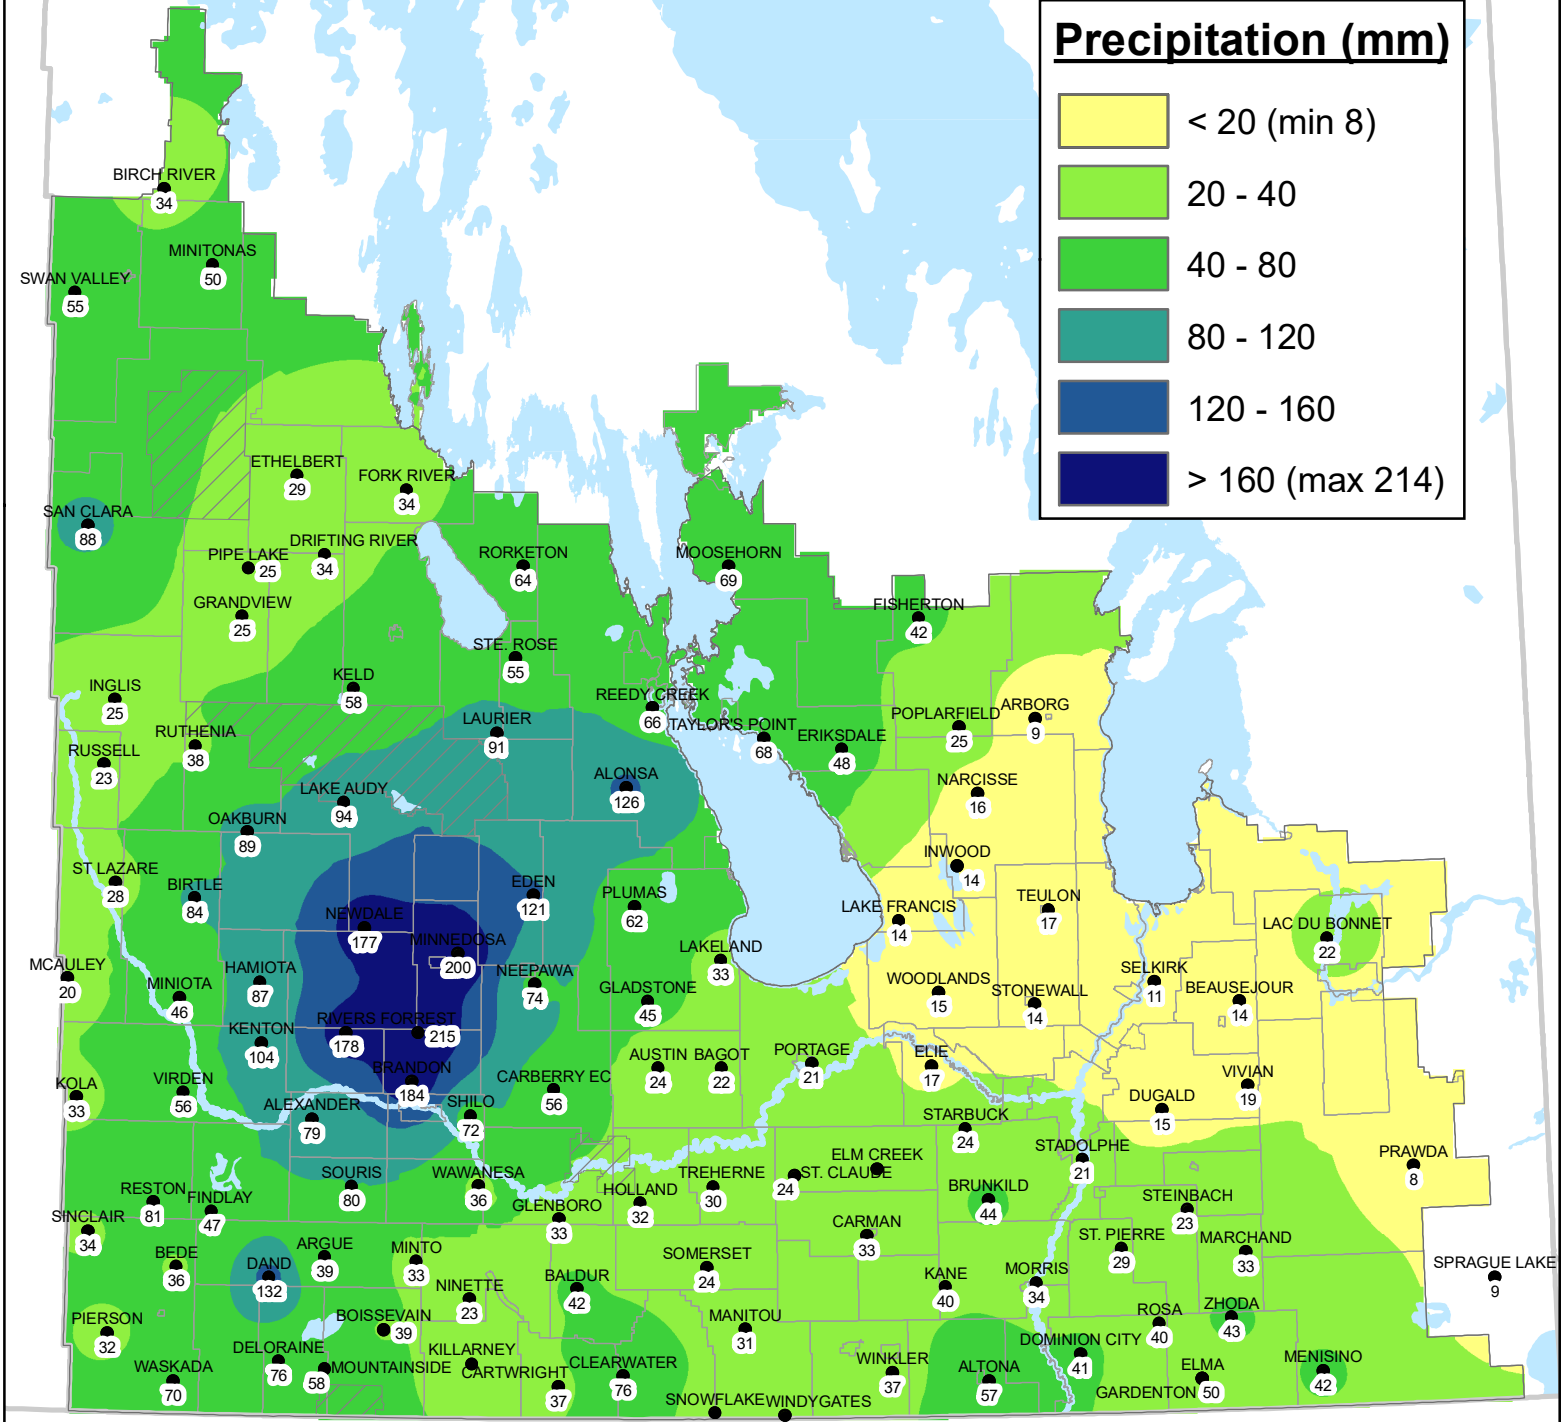 Precipitation (mm)
< 20 (min 8)
20 - 40
40 - 80
80 - 120
120 - 160
> 160 (max 214)
BIRCH RIVER
34
MINITONAS
50
SWAN VALLEY
55
ETHELBERT
29
FORK RIVER
34
SAN CLARA
88
DRIFTING RIVER
34
PIPE LAKE
25
RORKETON
64
MOOSEHORN
69
GRANDVIEW
25
FISHERTON
42
STE. ROSE
55
KELD
58
INGLIS
25
REEDY CREEK
66
LAURIER
91
TAYLOR'S POINT
68
ERIKSDALE
48
POPLARFIELD
25
ARBORG
9
RUTHENIA
38
RUSSELL
23
ALONSA
126
LAKE AUDY
94
NARCISSE
16
OAKBURN
89
INWOOD
14
ST LAZARE
28
BIRTLE
84
EDEN
121
PLUMAS
62
TEULON
17
LAKE FRANCIS
14
NEWDALE
177
LAC DU BONNET
22
MINNEDOSA
200
LAKELAND
33
MCAULEY
20
HAMIOTA
87
NEEPAWA
74
MINIOTA
46
GLADSTONE
45
WOODLANDS
15
STONEWALL
14
SELKIRK
11
BEAUSEJOUR
14
KENTON
104
RIVERS
178
FORREST
215
AUSTIN
24
BAGOT
22
PORTAGE
21
ELIE
17
BRANDON
184
CARBERRY EC
56
VIVIAN
19
KOLA
33
VIRDEN
56
ALEXANDER
79
SHILO
72
DUGALD
15
STARBUCK
24
STADOLPHE
21
ELM CREEK
ST. CLAUDE
24
PRAWDA
8
SOURIS
80
WAWANESA
36
TREHERNE
30
RESTON
81
FINDLAY
47
HOLLAND
32
BRUNKILD
44
STEINBACH
23
GLENBORO
33
SINCLAIR
34
CARMAN
33
ST. PIERRE
29
MARCHAND
33
BEDE
36
DAND
132
ARGUE
39
MINTO
33
SOMERSET
24
SPRAGUE LAKE
9
BALDUR
42
NINETTE
23
KANE
40
MORRIS
34
PIERSON
32
BOISSEVAIN
39
MANITOU
31
ROSA
40
ZHODA
43
DELORAINE
76
MOUNTAINSIDE
58
KILLARNEY
CARTWRIGHT
37
CLEARWATER
76
WINKLER
37
ALTONA
57
DOMINION CITY
41
WASKADA
70
ELMA
GARDENTON
50
MENISINO
42
SNOWFLAKE
WINDYGATES